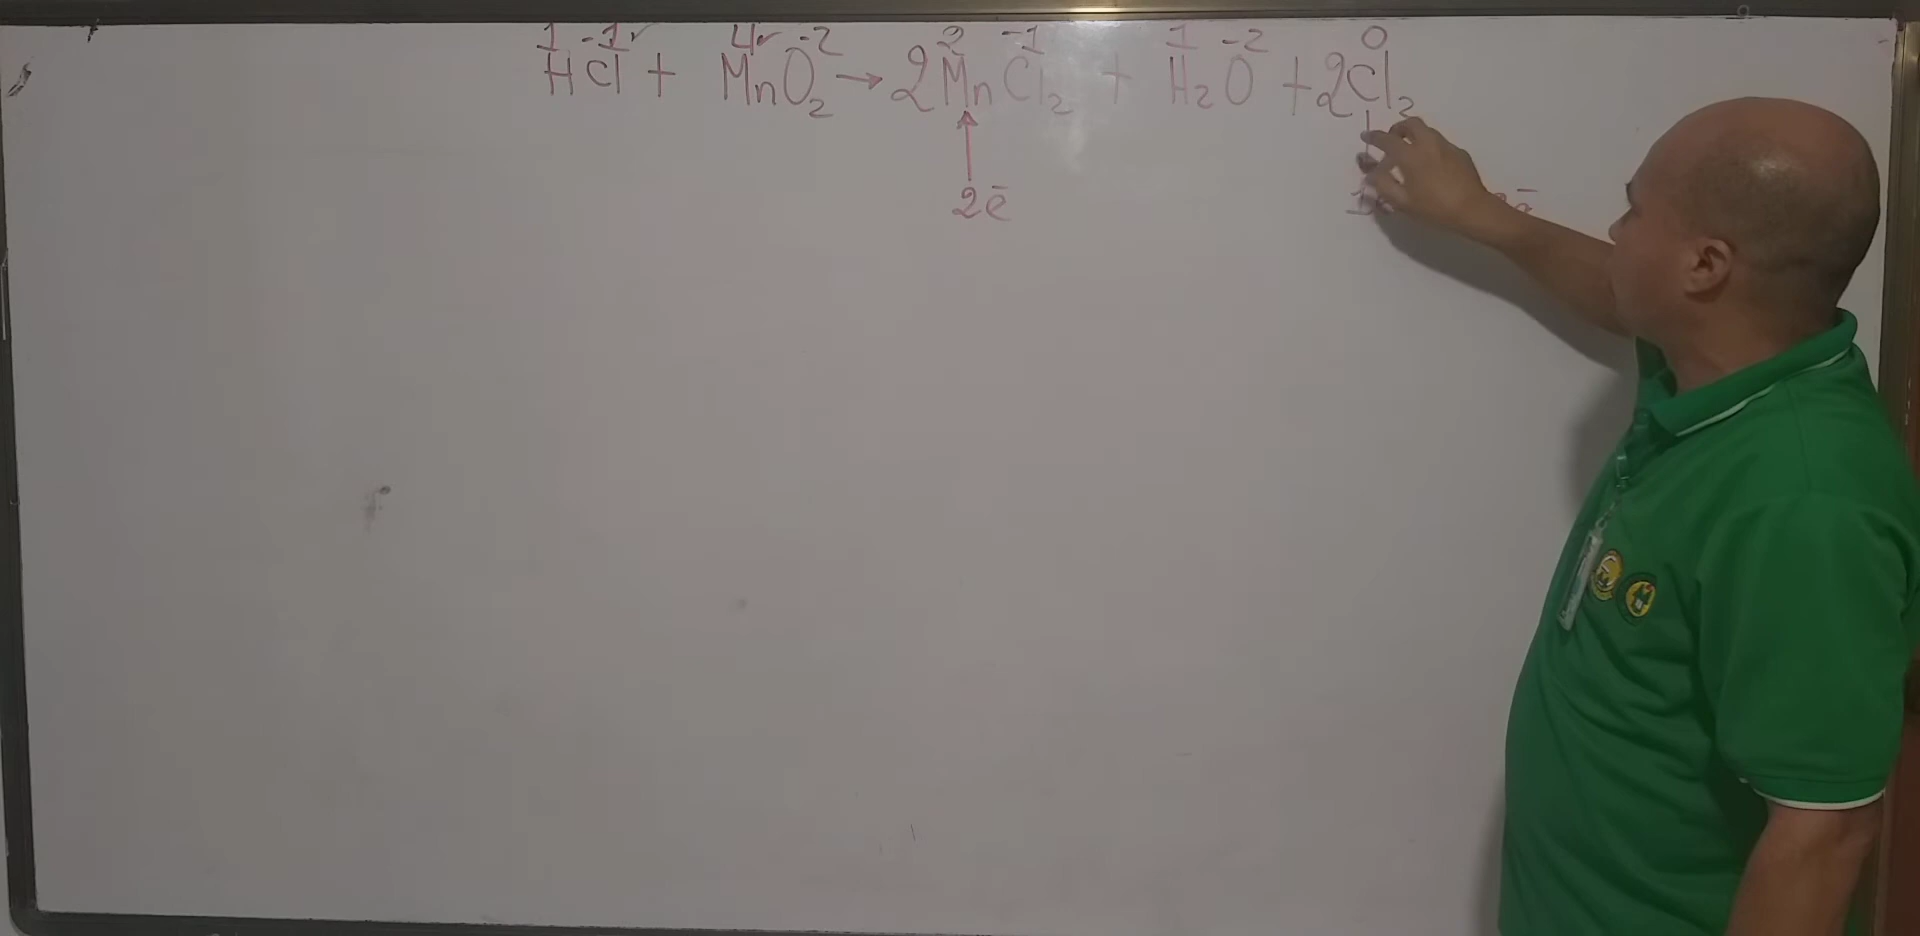 1 -1 4 -2 2 -1 1 -2 0
HCl + MnO₂ → 2MnCl₂ + H₂O + 2Cl₂
2e̅